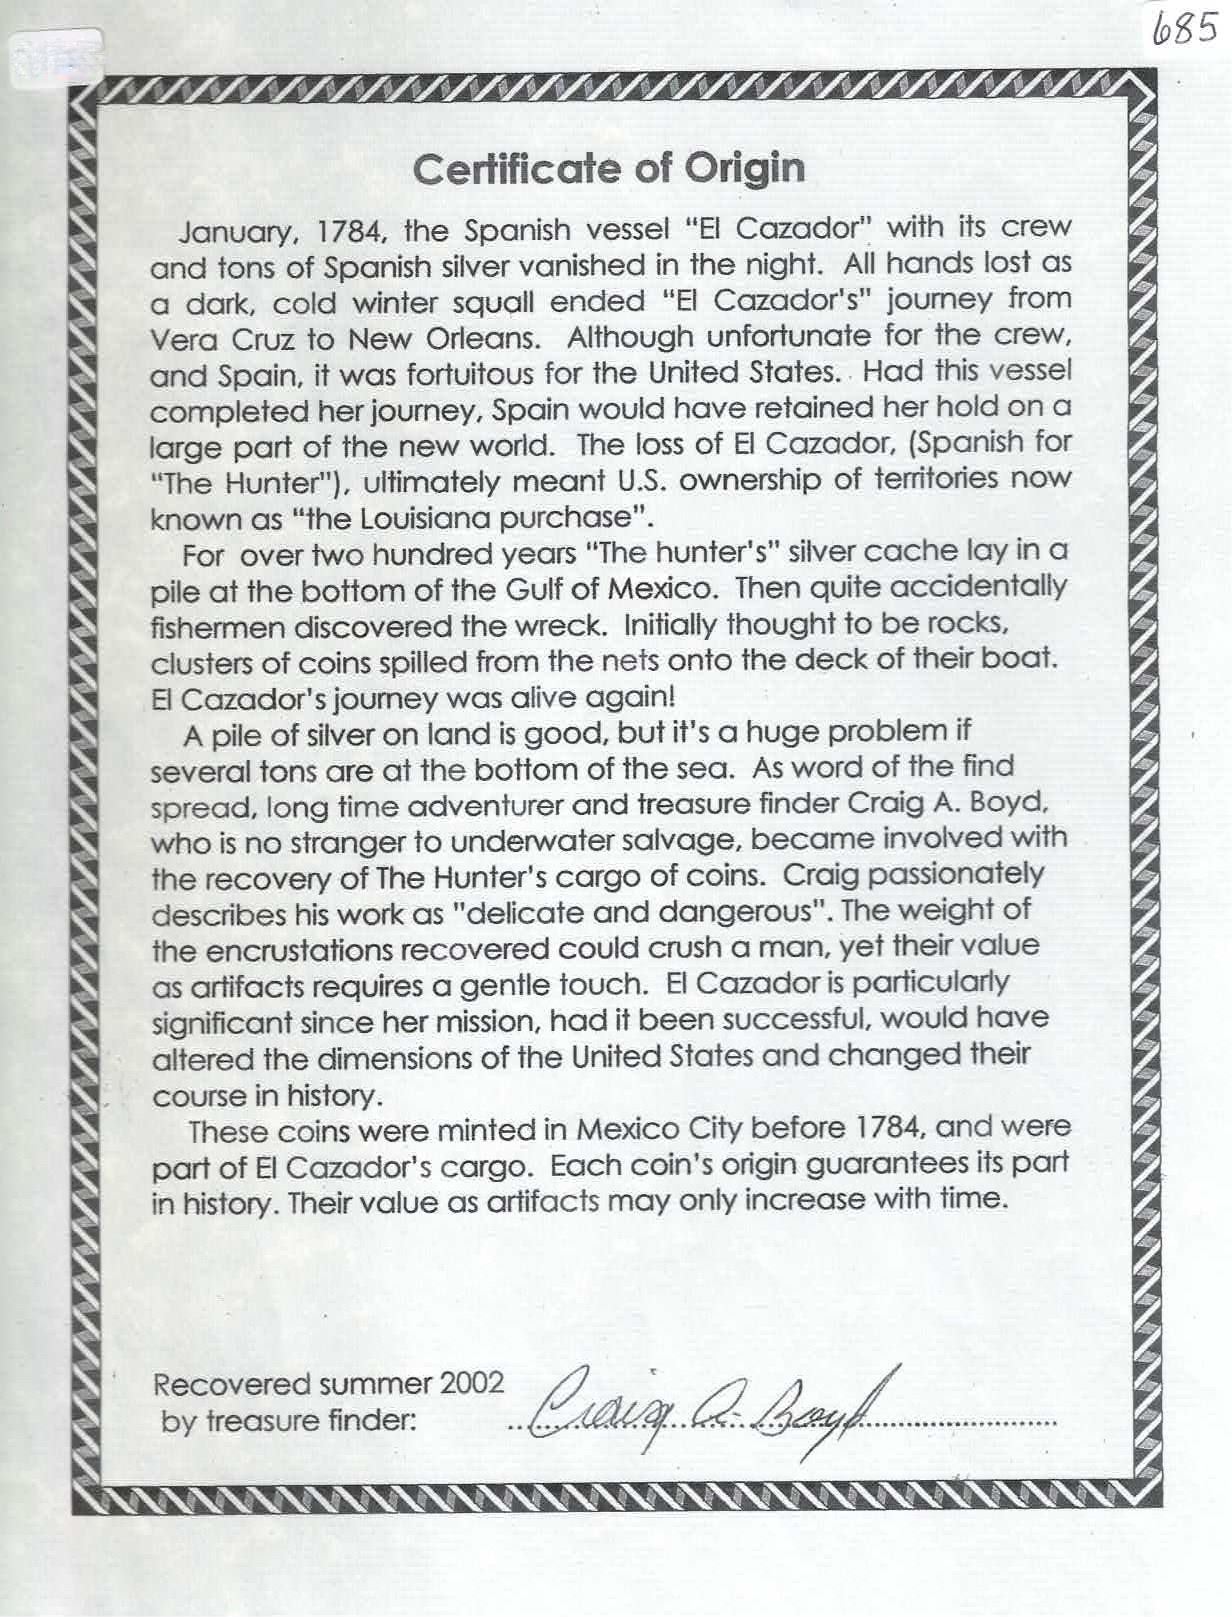 685
Certificate of Origin
January, 1784, the Spanish vessel "El Cazador" with its crew
and tons of Spanish silver vanished in the night. All hands lost as
a dark, cold winter squall ended "El Cazador's" journey from
Vera Cruz to New Orleans. Although unfortunate for the crew,
and Spain, it was fortuitous for the United States. Had this vessel
completed her journey, Spain would have retained her hold on a
large part of the new world. The loss of El Cazador, (Spanish for
"The Hunter"), ultimately meant U.S. ownership of territories now
known as "the Louisiana purchase".
For over two hundred years "The hunter's" silver cache lay in a
pile at the bottom of the Gulf of Mexico. Then quite accidentally
fishermen discovered the wreck. Initially thought to be rocks,
clusters of coins spilled from the nets onto the deck of their boat.
El Cazador's journey was alive again!
A pile of silver on land is good, but it's a huge problem if
several tons are at the bottom of the sea. As word of the find
spread, long time adventurer and treasure finder Craig A. Boyd,
who is no stranger to underwater salvage, became involved with
the recovery of The Hunter's cargo of coins. Craig passionately
describes his work as "delicate and dangerous". The weight of
the encrustations recovered could crush a man, yet their value
as artifacts requires a gentle touch. El Cazador is particularly
significant since her mission, had it been successful, would have
altered the dimensions of the United States and changed their
course in history.
These coins were minted in Mexico City before 1784, and were
part of El Cazador's cargo. Each coin's origin guarantees its part
in history. Their value as artifacts may only increase with time.
Recovered summer 2002
by treasure finder: Craig A. Boyd